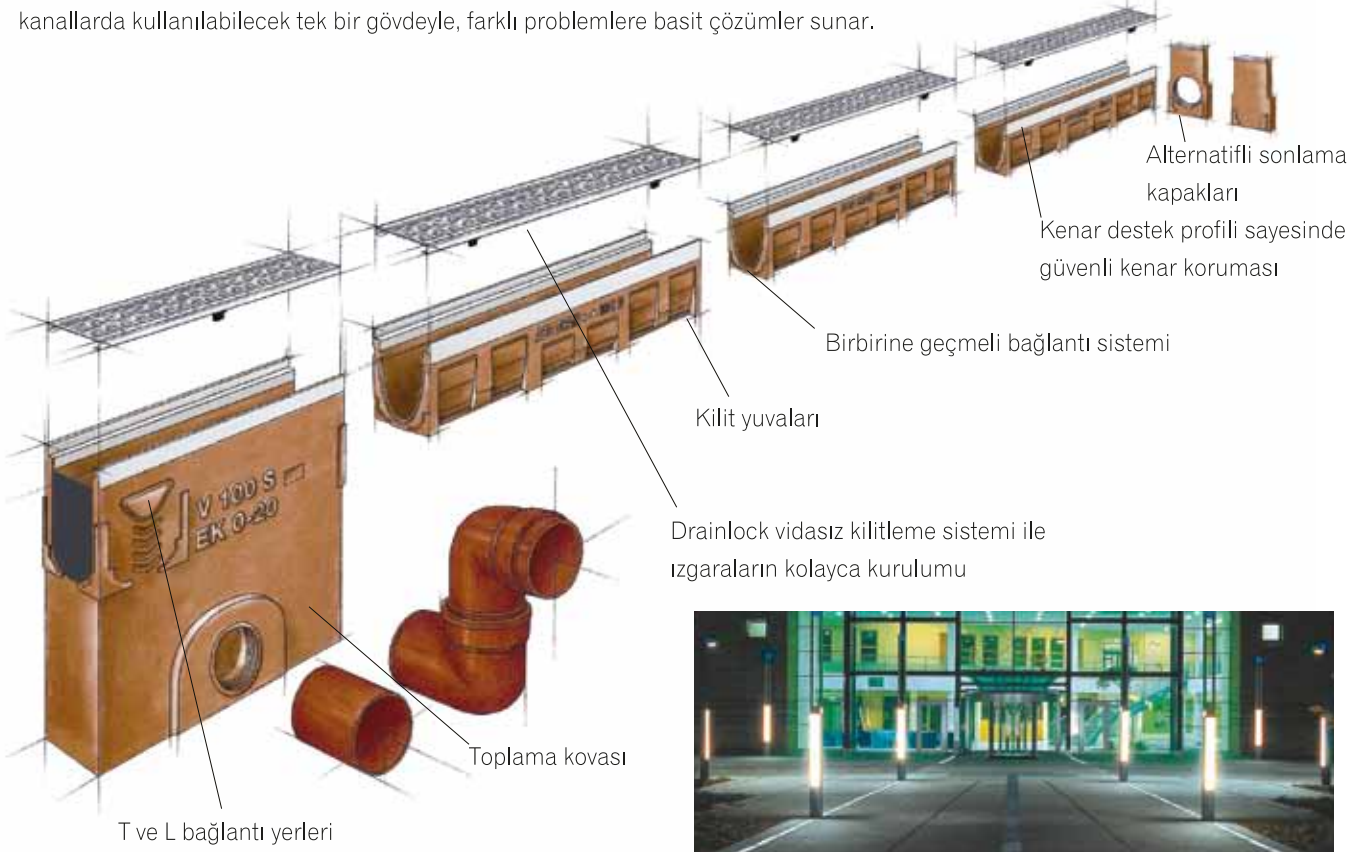 kanallarda kullanılabilecek tek bir gövdeyle, farklı problemlere basit çözümler sunar.
Alternatifli sonlama
kapakları
Kenar destek profili sayesinde
güvenli kenar koruması
Birbirine geçmeli bağlantı sistemi
Kilit yuvaları
Drainlock vidasız kilitleme sistemi ile
ızgaraların kolayca kurulumu
V 100 S
EK 0-20
Toplama kovası
T ve L bağlantı yerleri